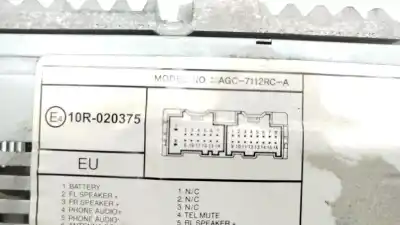 MODEL NO.: AGC-7112RC-A
E4 10R-020375
EU
1. BATTERY
2. FL SPEAKER+
3. FR SPEAKER+
4. PHONE AUDIO+
5. PHONE AUDIO-
1. N/C
2. N/C
3. N/C
4. TEL MUTE
5. RL SPEAKER+